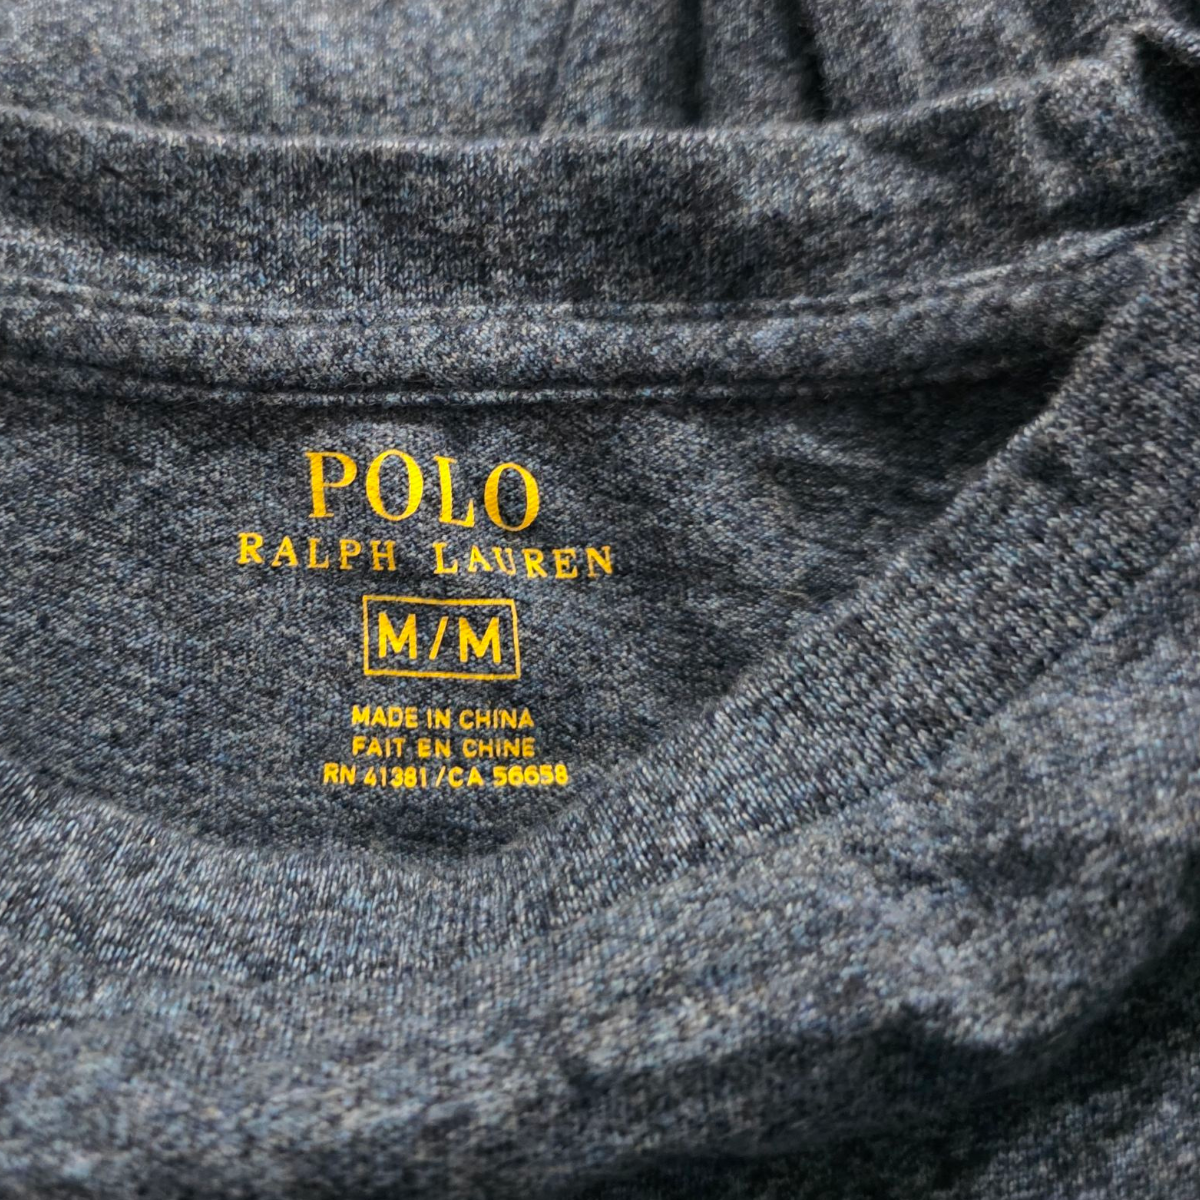 POLO
RALPH LAUREN
M/M
MADE IN CHINA
FAIT EN CHINE
RN 41381/CA 56658